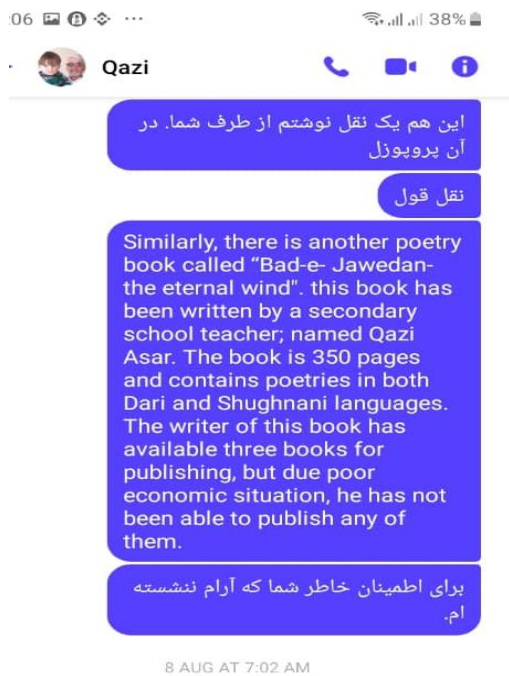 :06 ...
38%
Qazi
این هم یک نقل نوشتم از طرف شما. در
آن پروپوزل
نقل قول
Similarly, there is another poetry
book called “Bad-e- Jawedan-
the eternal wind". this book has
been written by a secondary
school teacher; named Qazi
Asar. The book is 350 pages
and contains poetries in both
Dari and Shughnani languages.
The writer of this book has
available three books for
publishing, but due poor
economic situation, he has not
been able to publish any of
them.
برای اطمینان خاطر شما که آرام ننشسته
ام.
8 AUG AT 7:02 AM